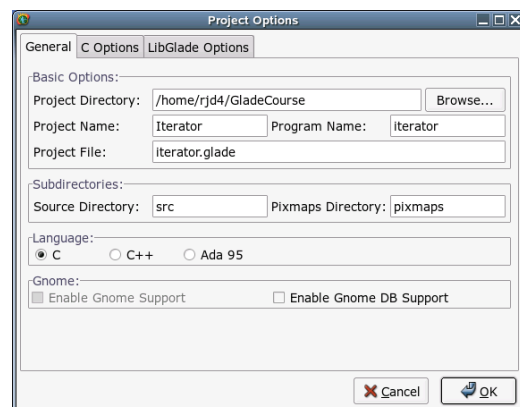 Project Options
General C Options LibGlade Options
Basic Options:
Project Directory: /home/rjd4/GladeCourse Browse...
Project Name: Iterator Program Name: iterator
Project File: iterator.glade
Subdirectories:
Source Directory: src Pixmaps Directory: pixmaps
Language:
C C++ Ada 95
Gnome:
Enable Gnome Support Enable Gnome DB Support
Cancel OK